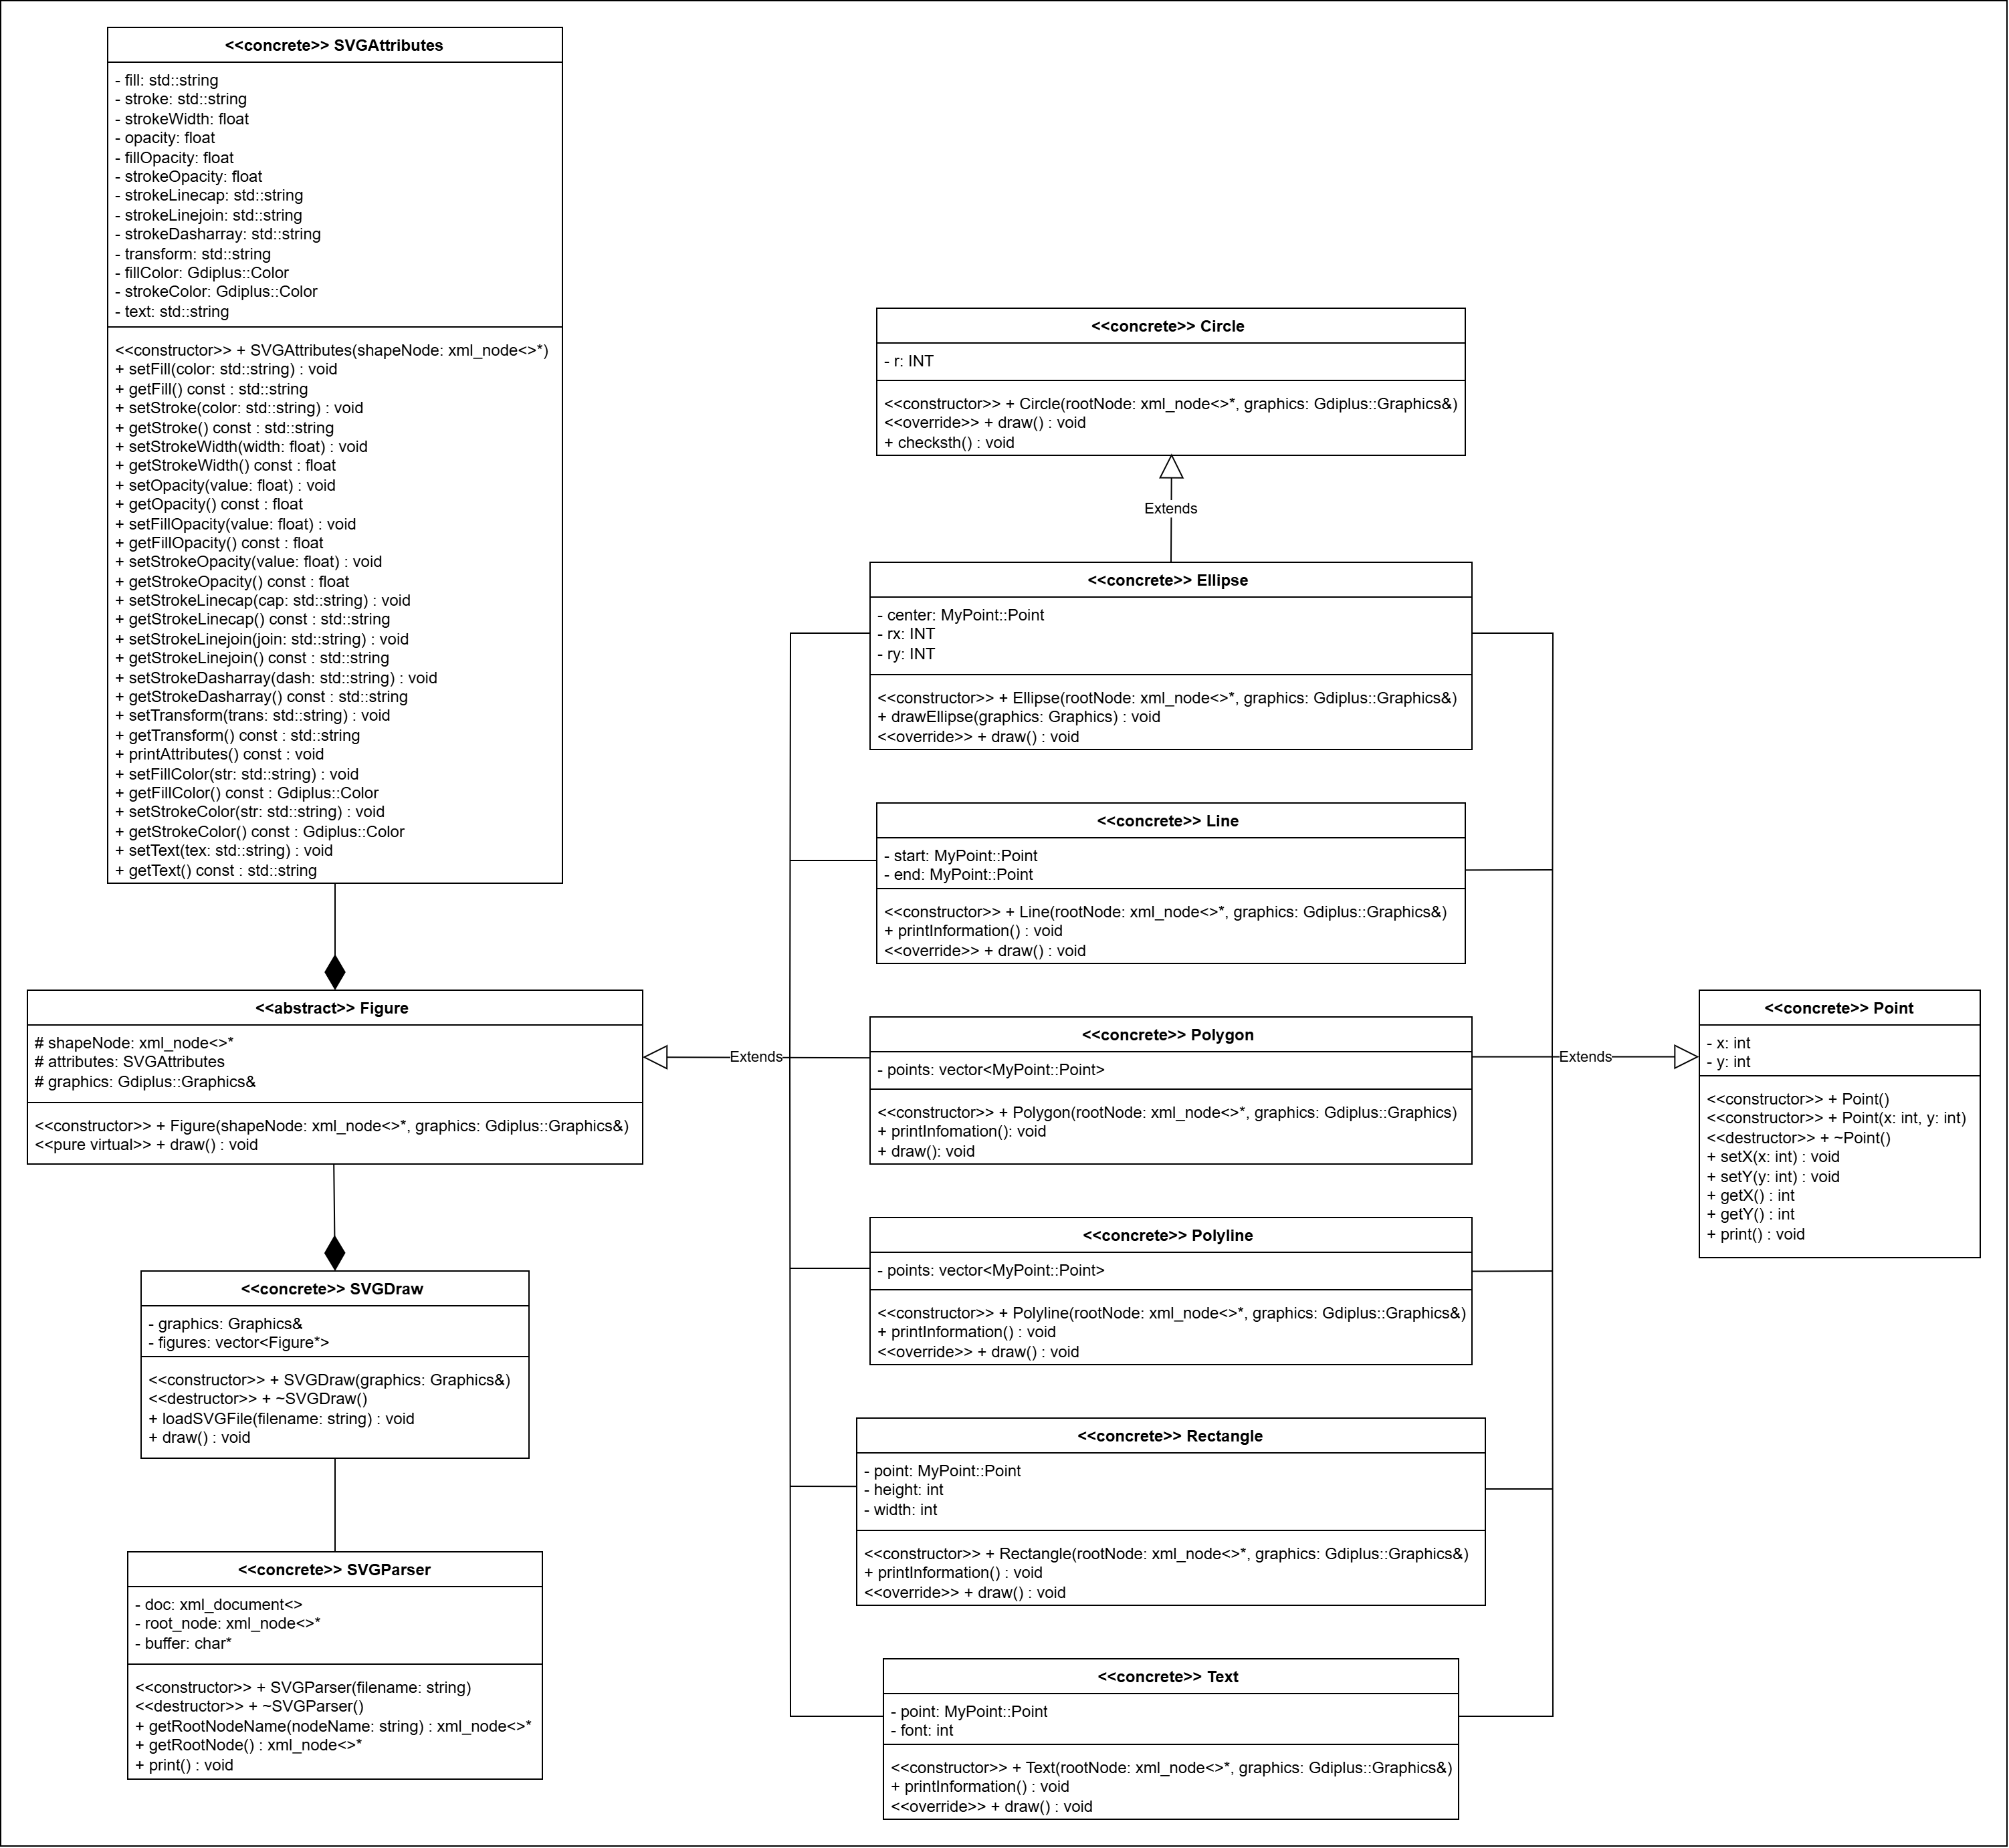 <<concrete>> SVGAttributes
- fill: std::string
- stroke: std::string
- strokeWidth: float
- opacity: float
- fillOpacity: float
- strokeOpacity: float
- strokeLinecap: std::string
- strokeLinejoin: std::string
- strokeDasharray: std::string
- transform: std::string
- fillColor: Gdiplus::Color
- strokeColor: Gdiplus::Color
- text: std::string
<<constructor>> + SVGAttributes(shapeNode: xml_node<>*)
+ setFill(color: std::string) : void
+ getFill() const : std::string
+ setStroke(color: std::string) : void
+ getStroke() const : std::string
+ setStrokeWidth(width: float) : void
+ getStrokeWidth() const : float
+ setOpacity(value: float) : void
+ getOpacity() const : float
+ setFillOpacity(value: float) : void
+ getFillOpacity() const : float
+ setStrokeOpacity(value: float) : void
+ getStrokeOpacity() const : float
+ setStrokeLinecap(cap: std::string) : void
+ getStrokeLinecap() const : std::string
+ setStrokeLinejoin(join: std::string) : void
+ getStrokeLinejoin() const : std::string
+ setStrokeDasharray(dash: std::string) : void
+ getStrokeDasharray() const : std::string
+ setTransform(trans: std::string) : void
+ getTransform() const : std::string
+ printAttributes() const : void
+ setFillColor(str: std::string) : void
+ getFillColor() const : Gdiplus::Color
+ setStrokeColor(str: std::string) : void
+ getStrokeColor() const : Gdiplus::Color
+ setText(tex: std::string) : void
+ getText() const : std::string
<<abstract>> Figure
# shapeNode: xml_node<>*
# attributes: SVGAttributes
# graphics: Gdiplus::Graphics&
<<constructor>> + Figure(shapeNode: xml_node<>*, graphics: Gdiplus::Graphics&)
<<pure virtual>> + draw() : void
<<concrete>> SVGDraw
- graphics: Graphics&
- figures: vector<Figure*>
<<constructor>> + SVGDraw(graphics: Graphics&)
<<destructor>> + ~SVGDraw()
+ loadSVGFile(filename: string) : void
+ draw() : void
<<concrete>> SVGParser
- doc: xml_document<>
- root_node: xml_node<>*
- buffer: char*
<<constructor>> + SVGParser(filename: string)
<<destructor>> + ~SVGParser()
+ getRootNodeName(nodeName: string) : xml_node<>*
+ getRootNode() : xml_node<>*
+ print() : void
Extends
<<concrete>> Circle
- r: INT
<<constructor>> + Circle(rootNode: xml_node<>*, graphics: Gdiplus::Graphics&)
<<override>> + draw() : void
+ checksth() : void
Extends
<<concrete>> Ellipse
- center: MyPoint::Point
- rx: INT
- ry: INT
<<constructor>> + Ellipse(rootNode: xml_node<>*, graphics: Gdiplus::Graphics&)
+ drawEllipse(graphics: Graphics) : void
<<override>> + draw() : void
<<concrete>> Line
- start: MyPoint::Point
- end: MyPoint::Point
<<constructor>> + Line(rootNode: xml_node<>*, graphics: Gdiplus::Graphics&)
+ printInformation() : void
<<override>> + draw() : void
<<concrete>> Polygon
- points: vector<MyPoint::Point>
<<constructor>> + Polygon(rootNode: xml_node<>*, graphics: Gdiplus::Graphics)
+ printInfomation(): void
+ draw(): void
<<concrete>> Polyline
- points: vector<MyPoint::Point>
<<constructor>> + Polyline(rootNode: xml_node<>*, graphics: Gdiplus::Graphics&)
+ printInformation() : void
<<override>> + draw() : void
<<concrete>> Rectangle
- point: MyPoint::Point
- height: int
- width: int
<<constructor>> + Rectangle(rootNode: xml_node<>*, graphics: Gdiplus::Graphics&)
+ printInformation() : void
<<override>> + draw() : void
<<concrete>> Text
- point: MyPoint::Point
- font: int
<<constructor>> + Text(rootNode: xml_node<>*, graphics: Gdiplus::Graphics&)
+ printInformation() : void
<<override>> + draw() : void
Extends
<<concrete>> Point
- x: int
- y: int
<<constructor>> + Point()
<<constructor>> + Point(x: int, y: int)
<<destructor>> + ~Point()
+ setX(x: int) : void
+ setY(y: int) : void
+ getX() : int
+ getY() : int
+ print() : void